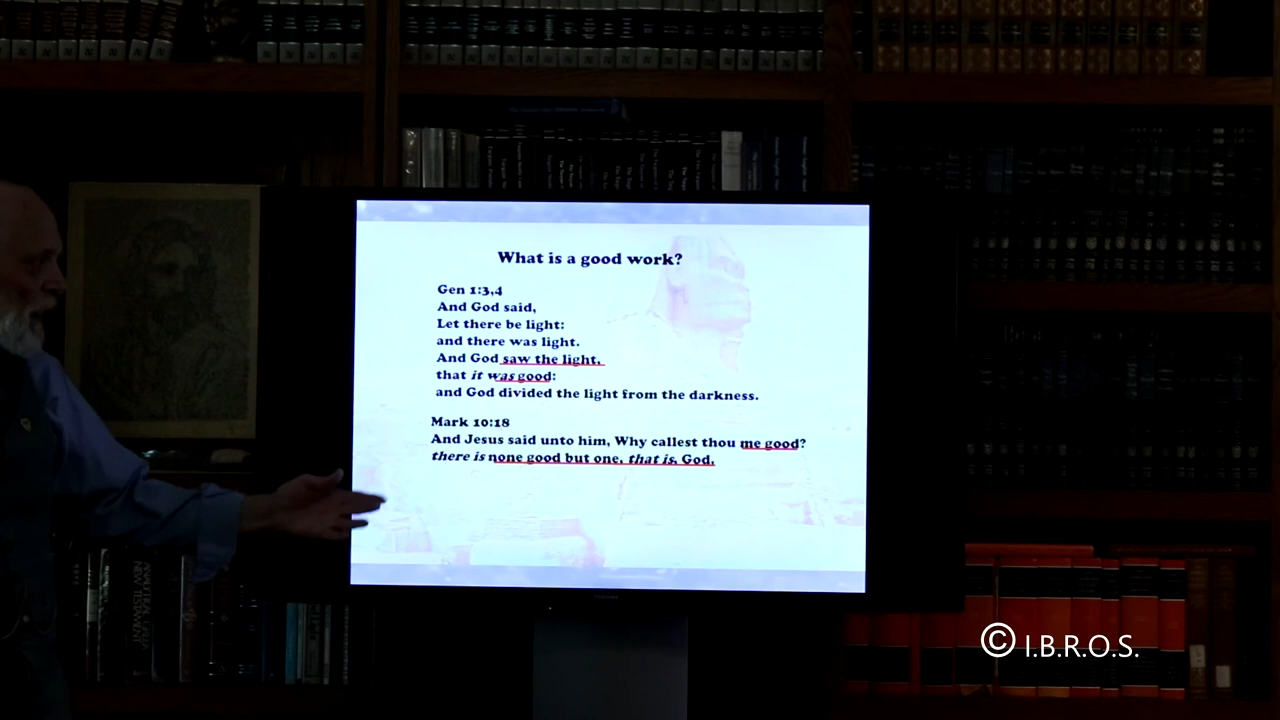 What is a good work?
Gen 1:3,4
And God said,
Let there be light:
and there was light.
And God saw the light,
that it was good:
and God divided the light from the darkness.
Mark 10:18
And Jesus said unto him, Why callest thou me good?
there is none good but one, that is, God.
NEW TESTAMENT
© I.B.R.O.S.